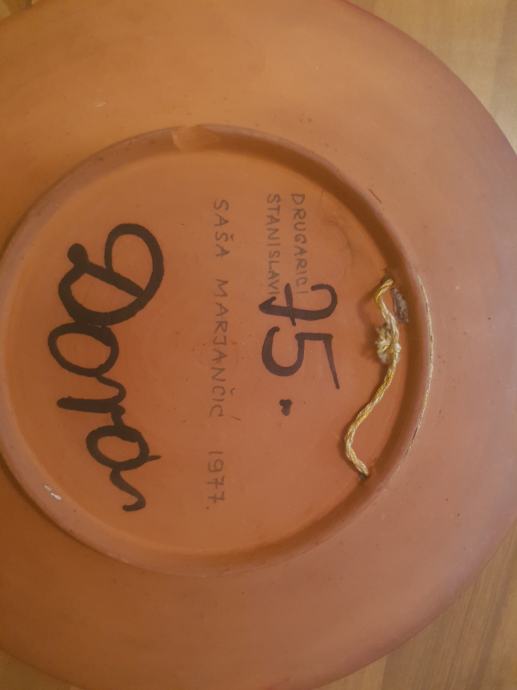 DRUGARICI
STANISLAVI
75.
SAŠA MARJANČIĆ 1977.
Dora